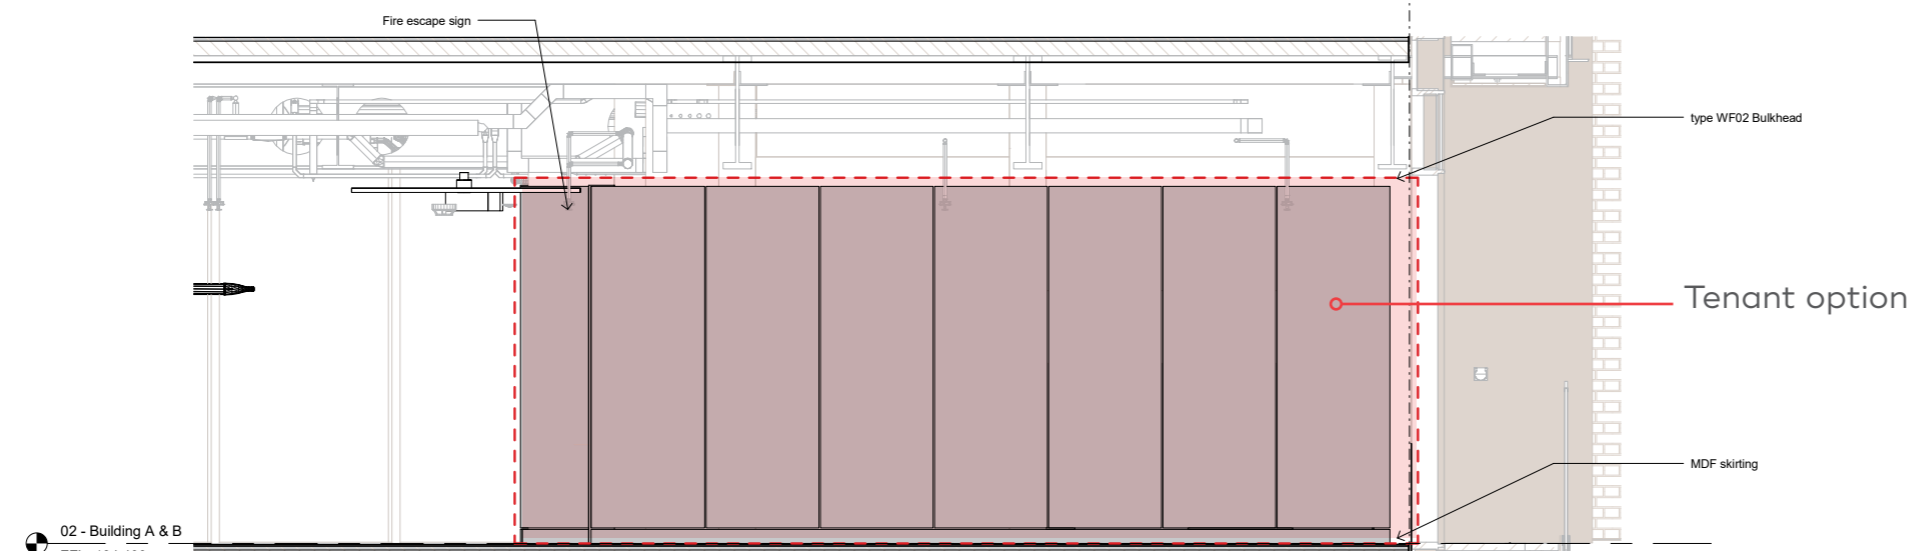 Fire escape sign
type WF02 Bulkhead
Tenant option
MDF skirting
02 - Building A & B